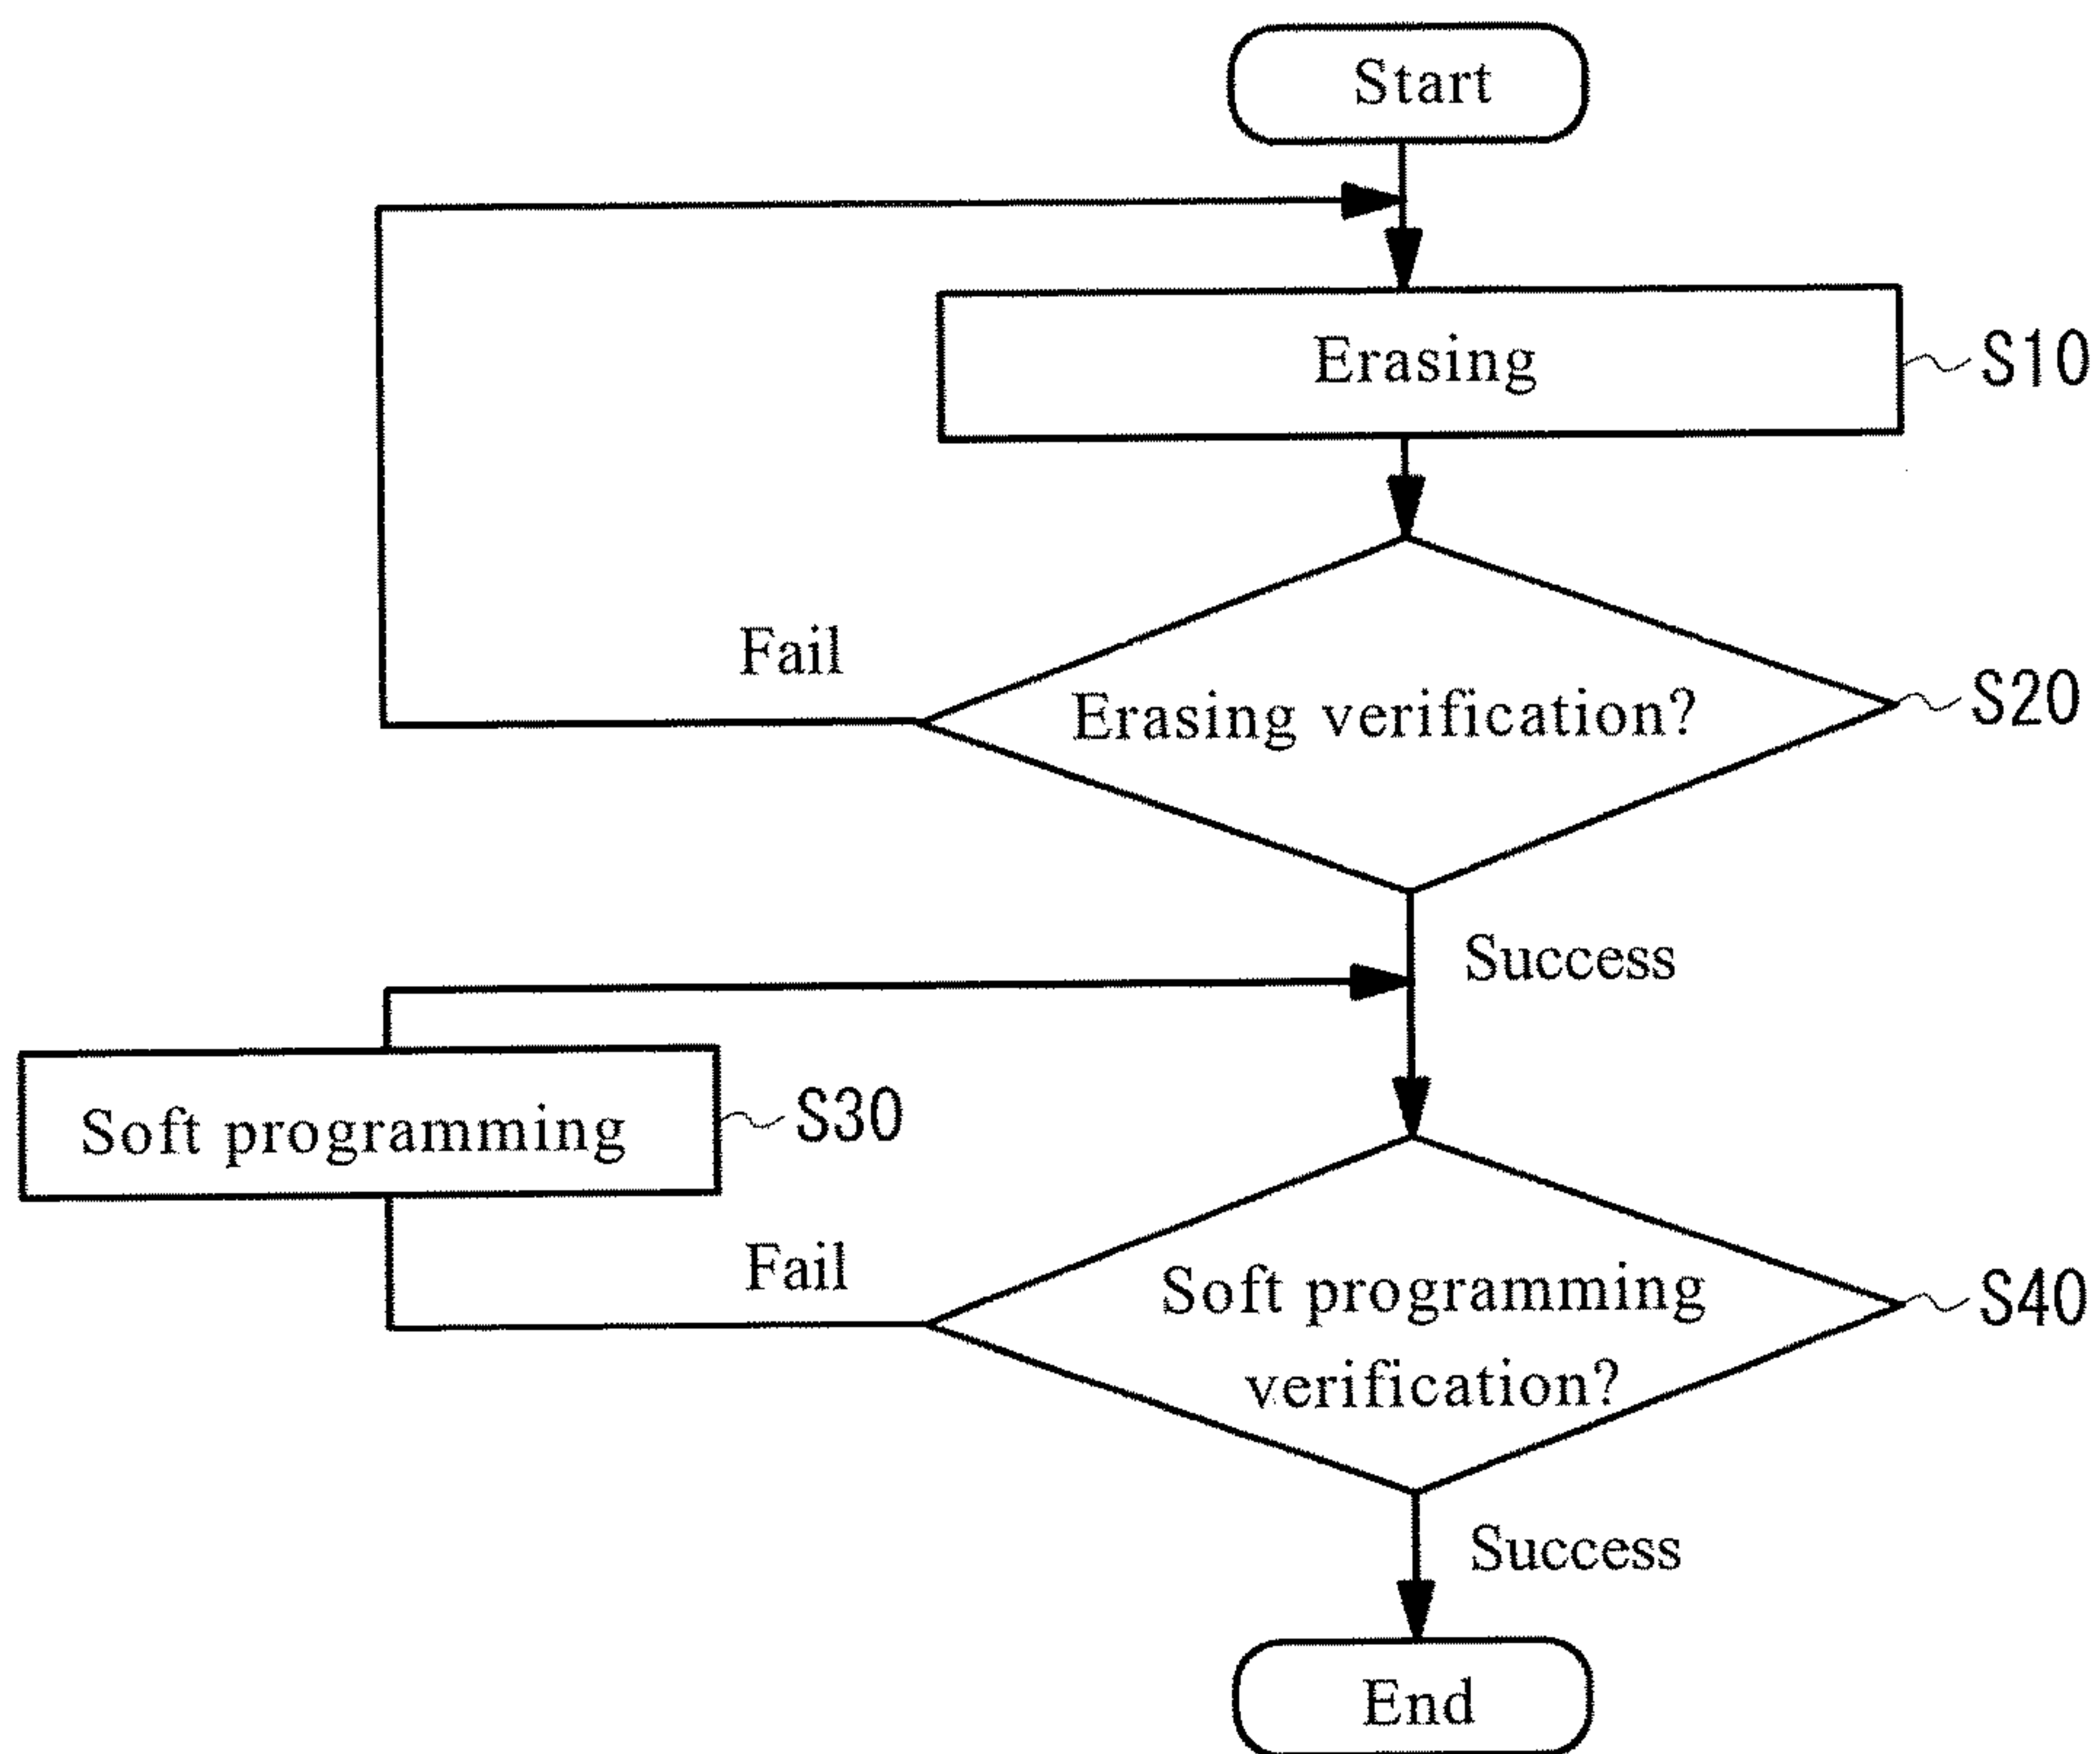 Start
Erasing
S10
Fail
Erasing verification?
S20
Success
Soft programming
S30
Fail
Soft programming
verification?
S40
Success
End